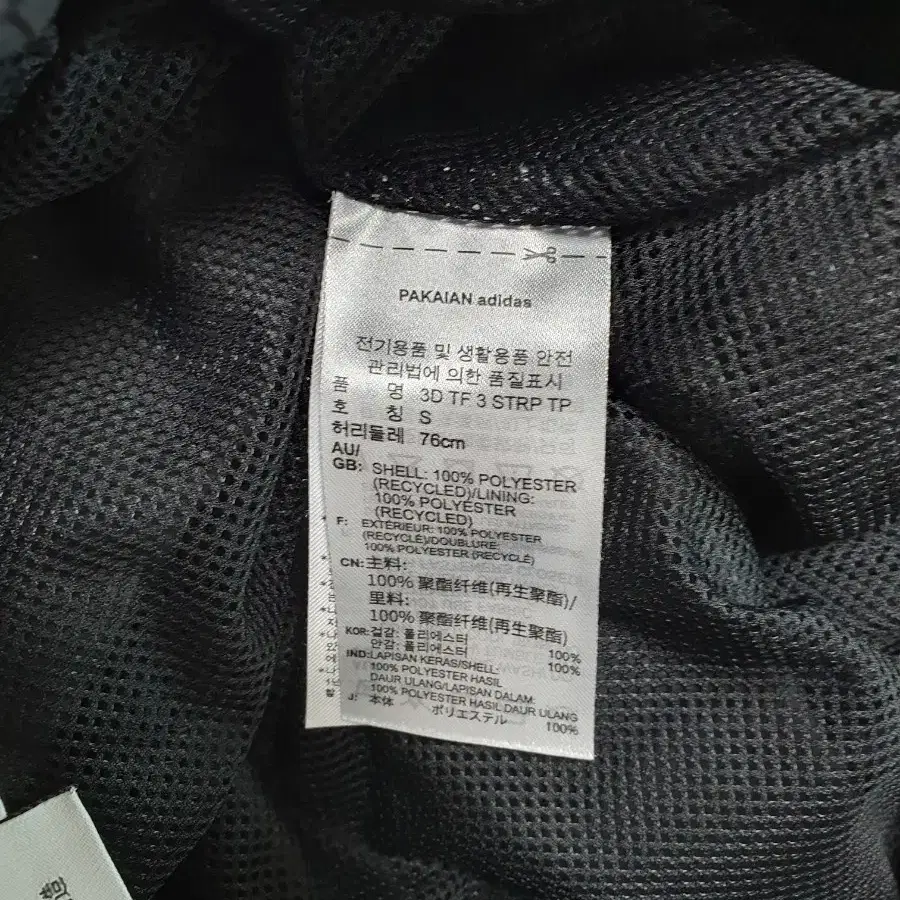 PAKAIAN adidas
전기용품 및 생활용품 안전
관리법에 의한 품질표시
품 명 3D TF 3 STRP TP
호 칭 S
허리둘레 76cm
AU/
GB: SHELL: 100% POLYESTER
(RECYCLED)/LINING:
100% POLYESTER
(RECYCLED)
F: EXTÉRIEUR: 100% POLYESTER
(RECYCLÉ)/DOUBLURE:
100% POLYESTER (RECYCLÉ)
CN: 主料:
100% 聚酯纤维(再生聚酯)/
里料:
100% 聚酯纤维(再生聚酯)
KOR: 겉감: 폴리에스터 100%
안감: 폴리에스터 100%
IND: LAPISAN KERAS/SHELL:
100% POLYESTER HASIL
DAUR ULANG/LAPISAN DALAM:
100% POLYESTER HASIL DAUR ULANG
J: 本体 ポリエステル 100%